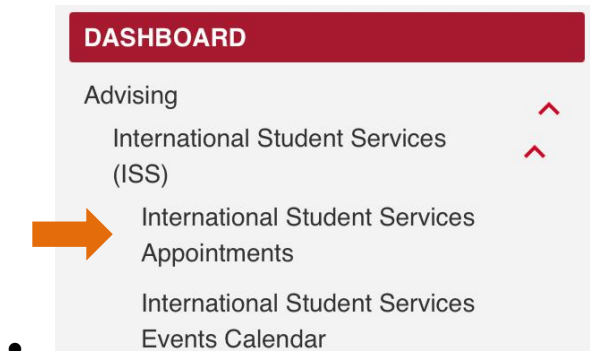 DASHBOARD
Advising
International Student Services
(ISS)
International Student Services
Appointments
International Student Services
Events Calendar